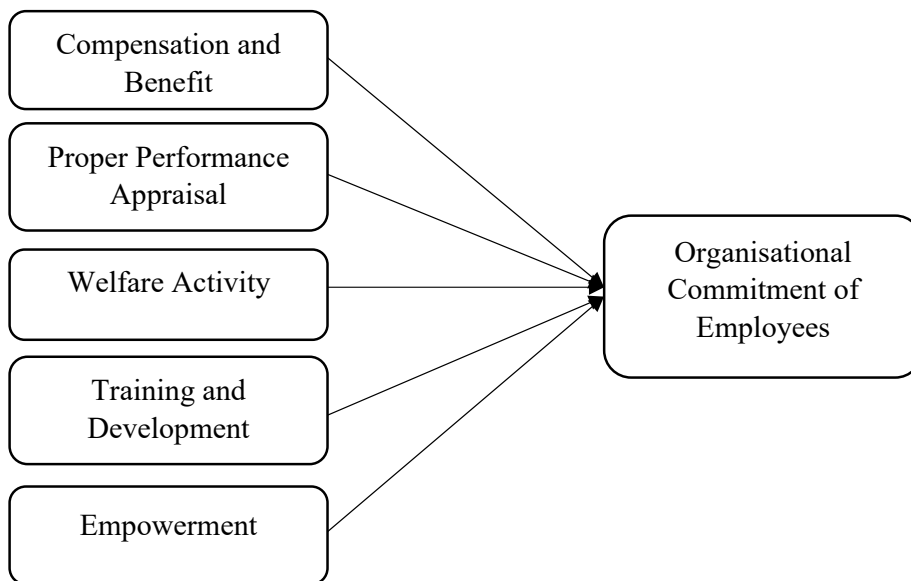 Compensation and
Benefit
Proper Performance
Appraisal
Welfare Activity
Training and
Development
Empowerment
Organisational
Commitment of
Employees